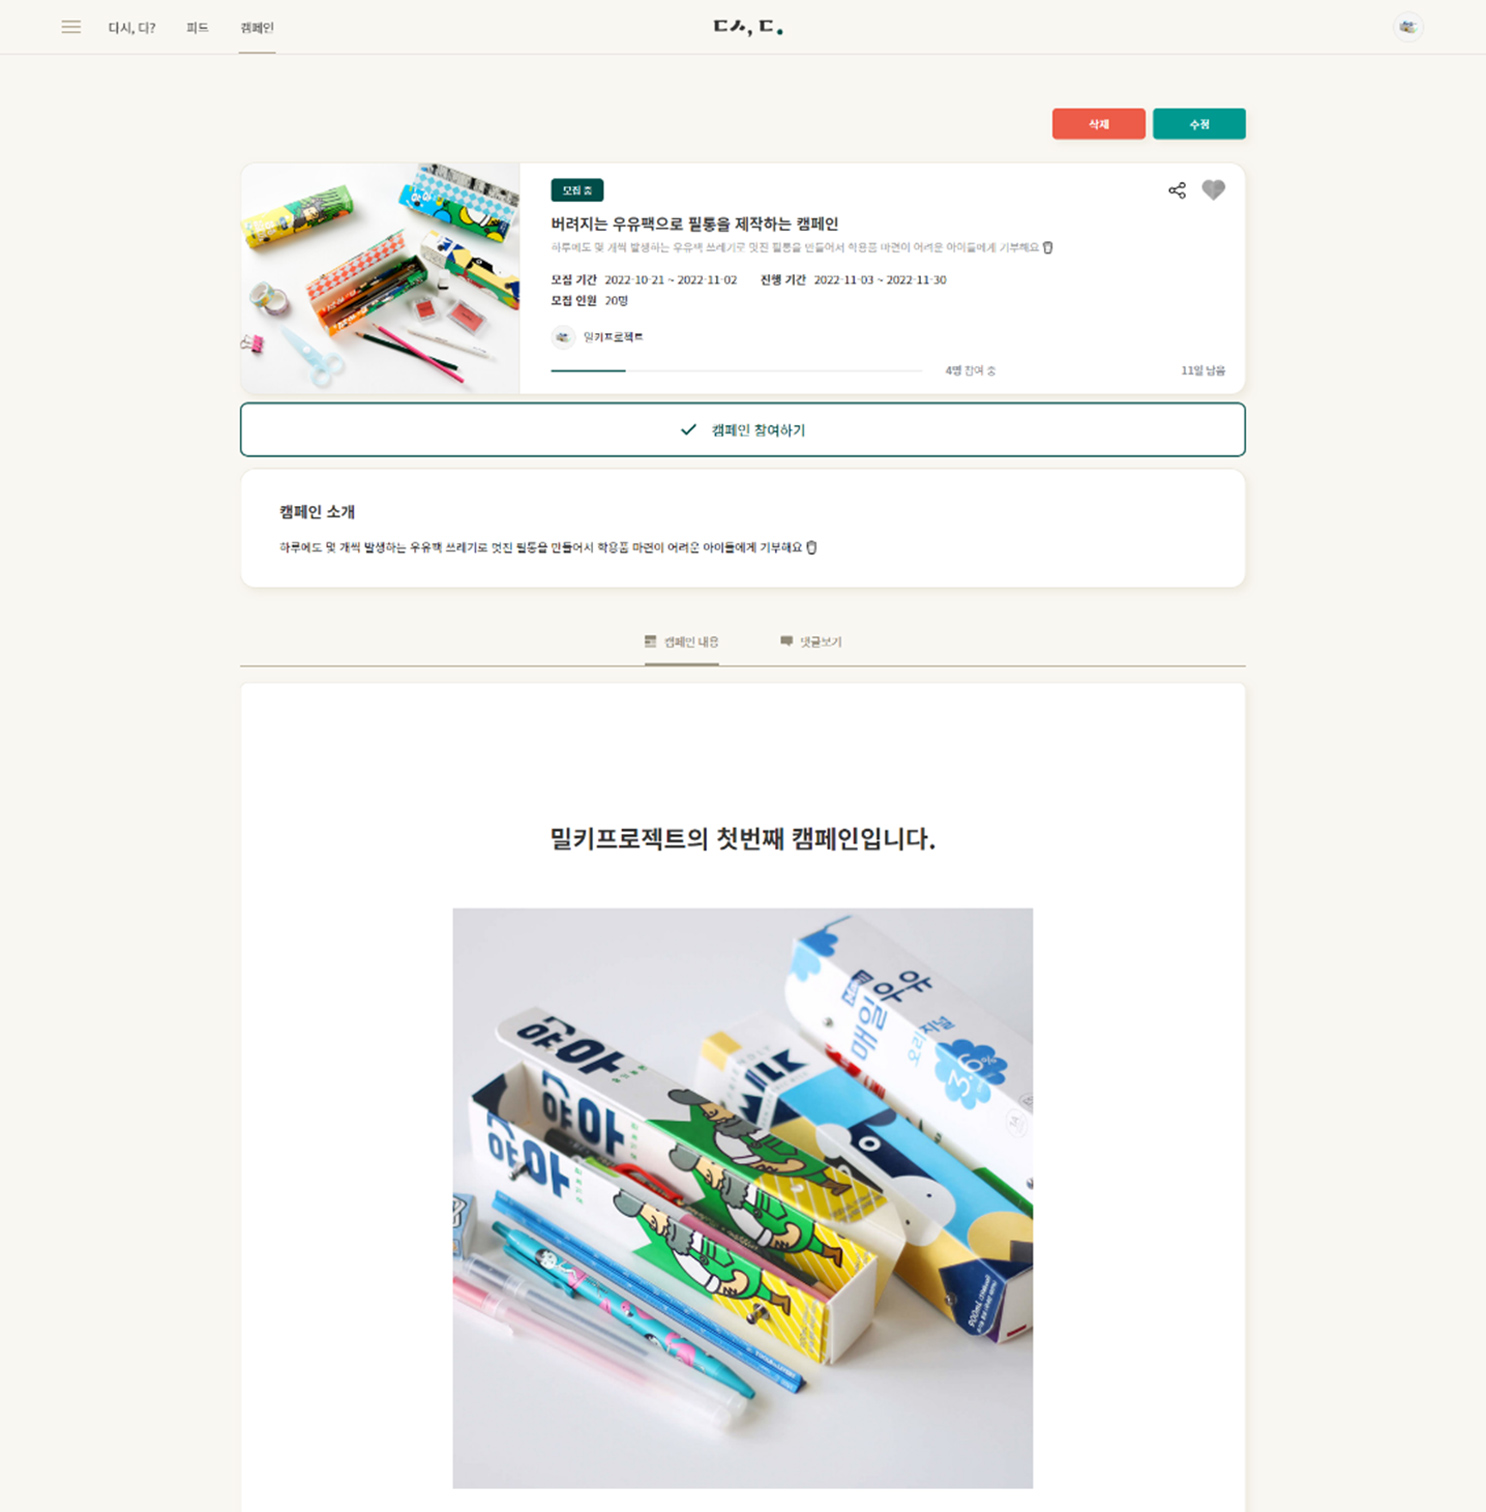 다시, 디?
피드
캠페인
ㄷㅅ, ㄷ.
삭제
수정
모집 중
버려지는 우유팩으로 필통을 제작하는 캠페인
하루에도 몇 개씩 발생하는 우유팩 쓰레기로 멋진 필통을 만들어서 학용품 마련이 어려운 아이들에게 기부해요
모집 기간 2022-10-21 ~ 2022-11-02 진행 기간 2022-11-03 ~ 2022-11-30
모집 인원 20명
밀키프로젝트
4명 참여 중
11일 남음
캠페인 참여하기
캠페인 소개
하루에도 몇 개씩 발생하는 우유팩 쓰레기로 멋진 필통을 만들어서 학용품 마련이 어려운 아이들에게 기부해요
캠페인 내용
댓글보기
밀키프로젝트의 첫번째 캠페인입니다.
매일
오리지널
3.6%
MILK
900mL